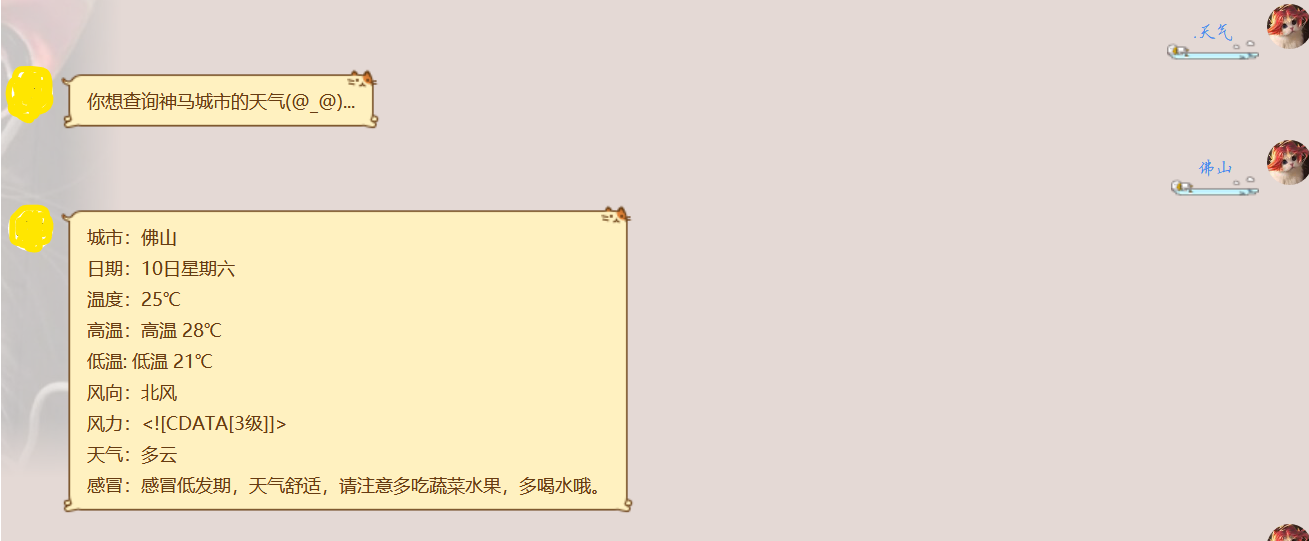 .天气
你想查询神马城市的天气(@_@)...
佛山
城市：佛山
日期：10日星期六
温度：25℃
高温：高温 28℃
低温: 低温 21℃
风向：北风
风力：<![CDATA[3级]]>
天气：多云
感冒：感冒低发期，天气舒适，请注意多吃蔬菜水果，多喝水哦。